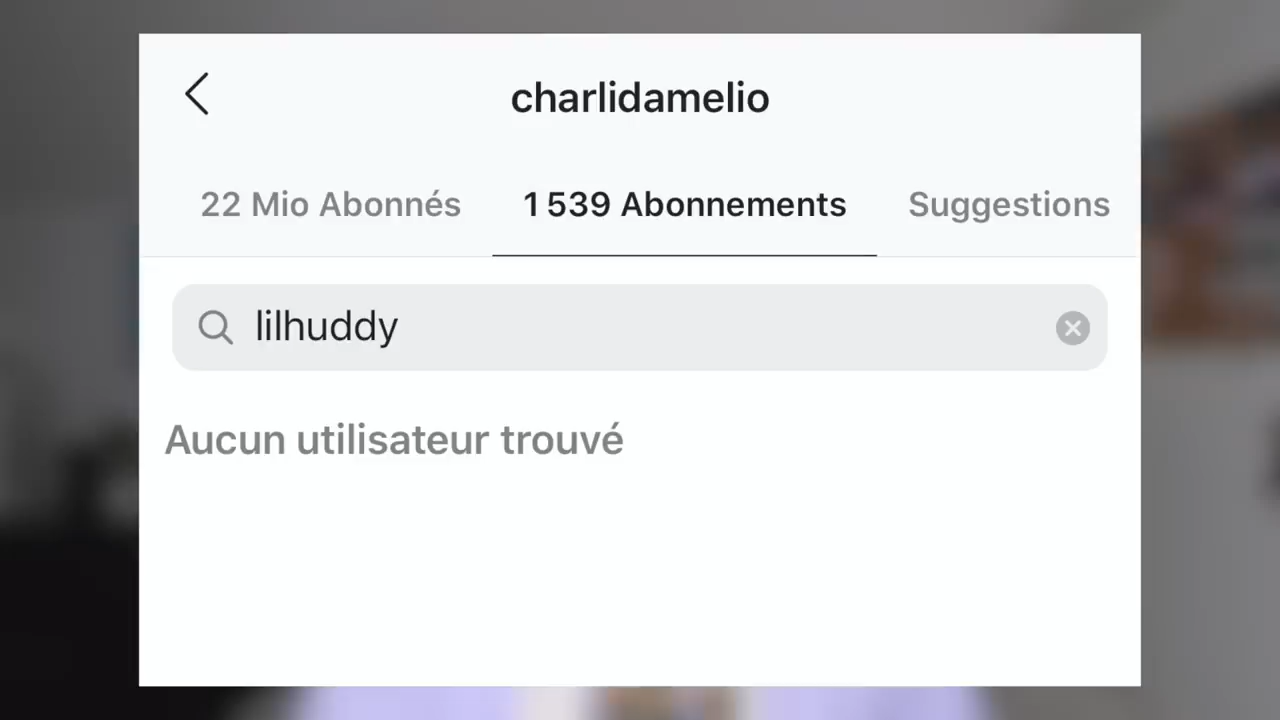 charlidamelio
22 Mio Abonnés 1 539 Abonnements Suggestions
lilhuddy
Aucun utilisateur trouvé